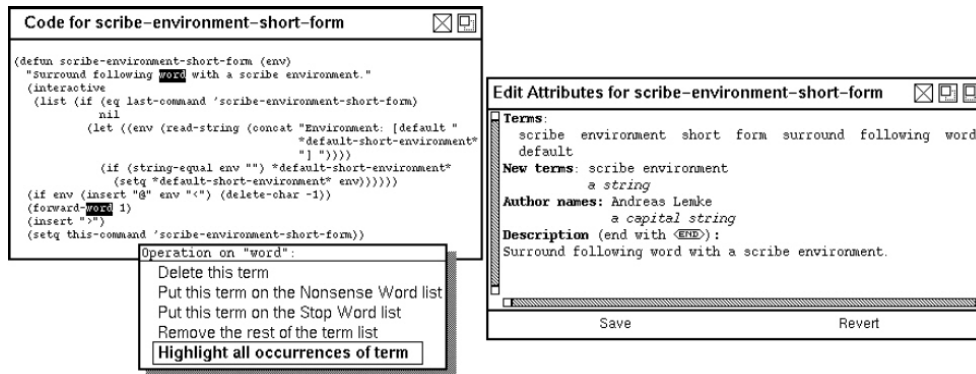 Code for scribe-environment-short-form
(defun scribe-environment-short-form (env)
"Surround following word with a scribe environment."
(interactive
(list (if (eq last-command 'scribe-environment-short-form)
nil
(let ((env (read-string (concat "Environment: [default "
*default-short-environment*
"] "))))
(if (string-equal env "") *default-short-environment*
(setq *default-short-environment* env))))))
(if env (insert "@" env "<") (delete-char -1))
(forward-word 1)
(insert ">")
(setq this-command 'scribe-environment-short-form))
Operation on "word":
Delete this term
Put this term on the Nonsense Word list
Put this term on the Stop Word list
Remove the rest of the term list
Highlight all occurrences of term
Edit Attributes for scribe-environment-short-form
Terms:
scribe environment short form surround following word
default
New terms: scribe environment
a string
Author names: Andreas Lemke
a capital string
Description (end with <END>):
Surround following word with a scribe environment.
Save Revert